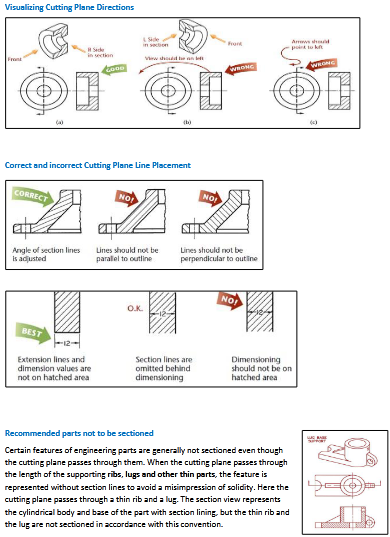 Visualizing Cutting Plane Directions
L Side
in section
Front
Arrows should
point to left
R Side
in section
Front
View should be on left
GOOD
WRONG
WRONG
(a)
(b)
(c)
Correct and incorrect Cutting Plane Line Placement
CORRECT
NO!
NO!
Angle of section lines
is adjusted
Lines should not be
parallel to outline
Lines should not be
perpendicular to outline
BEST
O.K.
NO!
12
12
12
Extension lines and
dimension values are
not on hatched area
Section lines are
omitted behind
dimensioning
Dimensioning
should not be on
hatched area
Recommended parts not to be sectioned
Certain features of engineering parts are generally not sectioned even though
the cutting plane passes through them. When the cutting plane passes through
the length of the supporting ribs, lugs and other thin parts, the feature is
represented without section lines to avoid a misimpression of solidity. Here the
cutting plane passes through a thin rib and a lug. The section view represents
the cylindrical body and base of the part with section lining, but the thin rib and
the lug are not sectioned in accordance with this convention.
LUG BASE
SUPPORT